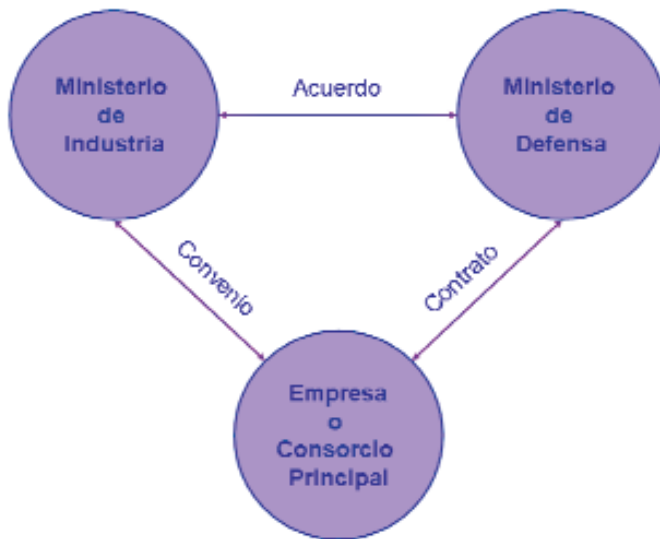 Ministerio
de
Industria
Acuerdo
Ministerio
de
Defensa
Convenio
Contrato
Empresa
o
Consorcio
Principal